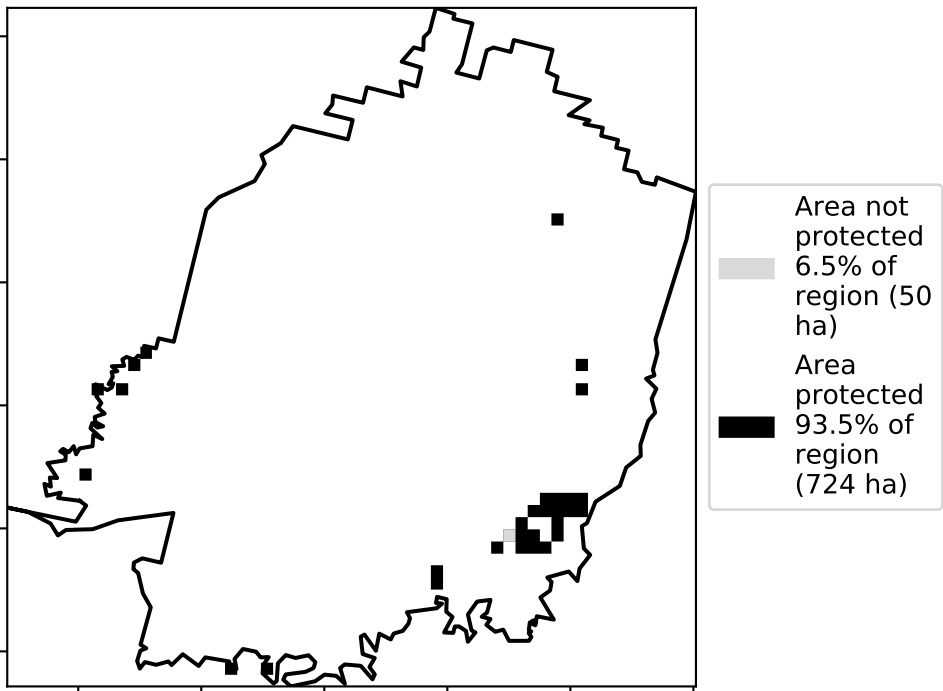 Area not
protected
6.5% of
region (50
ha)
Area
protected
93.5% of
region
(724 ha)